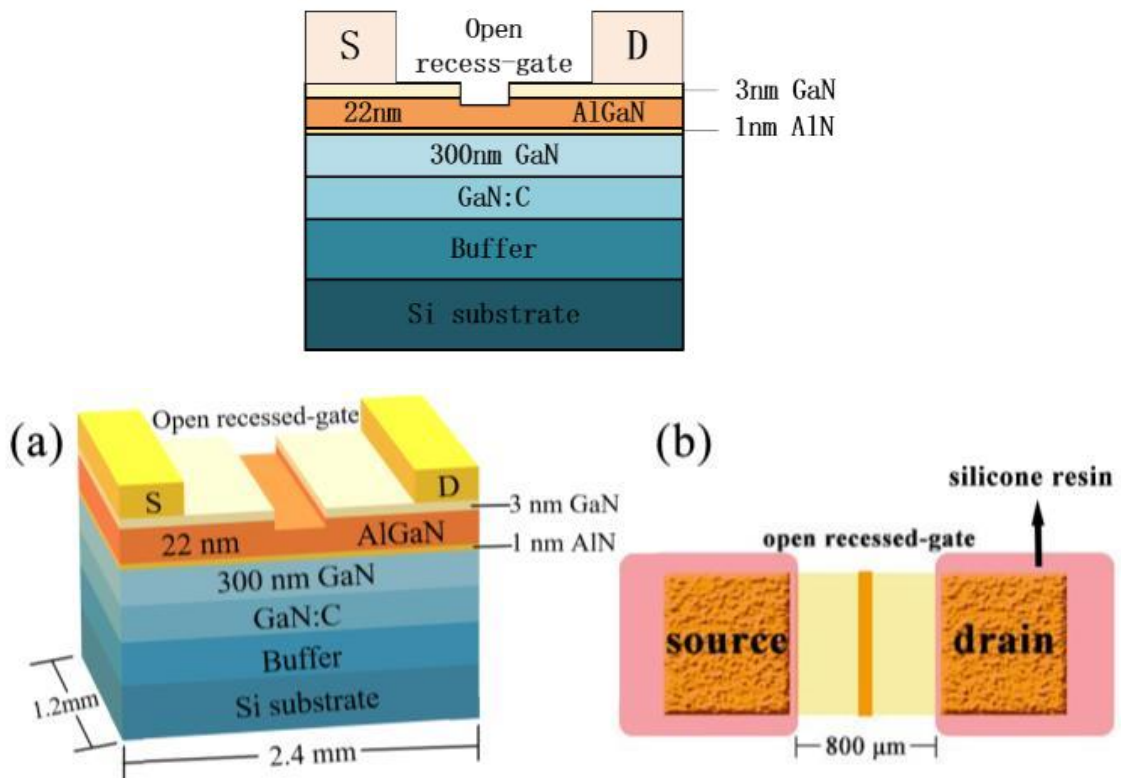 S
Open
recess-gate
D
3nm GaN
22nm AlGaN
1nm AlN
300nm GaN
GaN:C
Buffer
Si substrate
(a)
Open recessed-gate
S
D
3 nm GaN
22 nm AlGaN
1 nm AlN
300 nm GaN
GaN:C
Buffer
Si substrate
1.2mm
2.4 mm
(b)
silicone resin
open recessed-gate
source
drain
800 μm